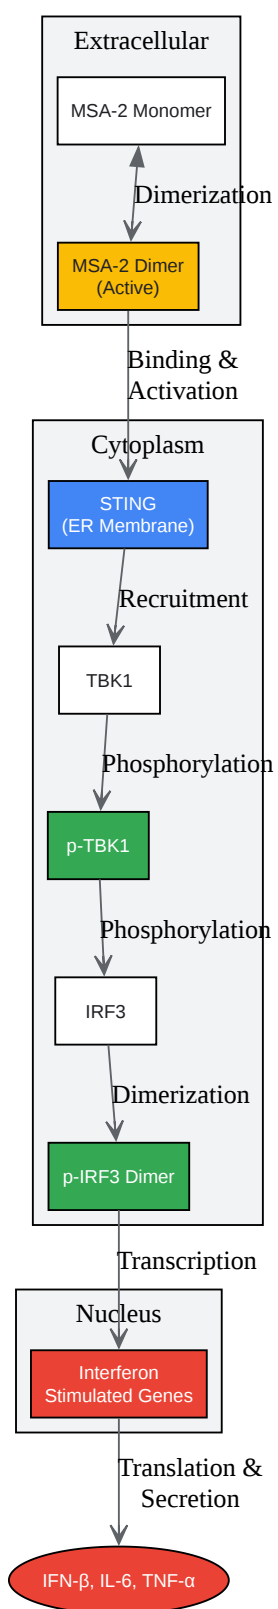 Extracellular
MSA-2 Monomer
Dimerization
MSA-2 Dimer
(Active)
Binding &
Activation
Cytoplasm
STING
(ER Membrane)
Recruitment
TBK1
Phosphorylation
p-TBK1
Phosphorylation
IRF3
Dimerization
p-IRF3 Dimer
Transcription
Nucleus
Interferon
Stimulated Genes
Translation &
Secretion
IFN-β, IL-6, TNF-α